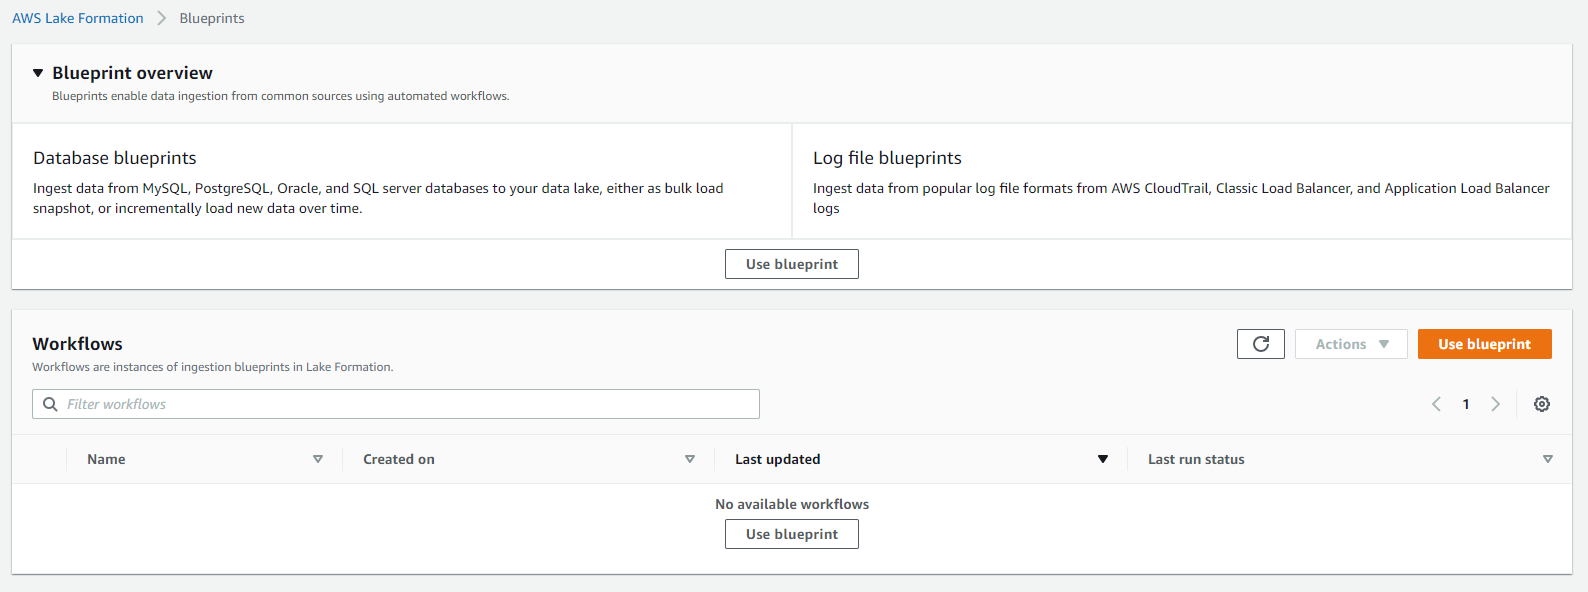 AWS Lake Formation > Blueprints
Blueprint overview
Blueprints enable data ingestion from common sources using automated workflows.
Database blueprints
Ingest data from MySQL, PostgreSQL, Oracle, and SQL server databases to your data lake, either as bulk load
snapshot, or incrementally load new data over time.
Log file blueprints
Ingest data from popular log file formats from AWS CloudTrail, Classic Load Balancer, and Application Load Balancer
logs
Use blueprint
Workflows
Workflows are instances of ingestion blueprints in Lake Formation.
Actions
Use blueprint
Filter workflows
1
Name Created on Last updated Last run status
No available workflows
Use blueprint